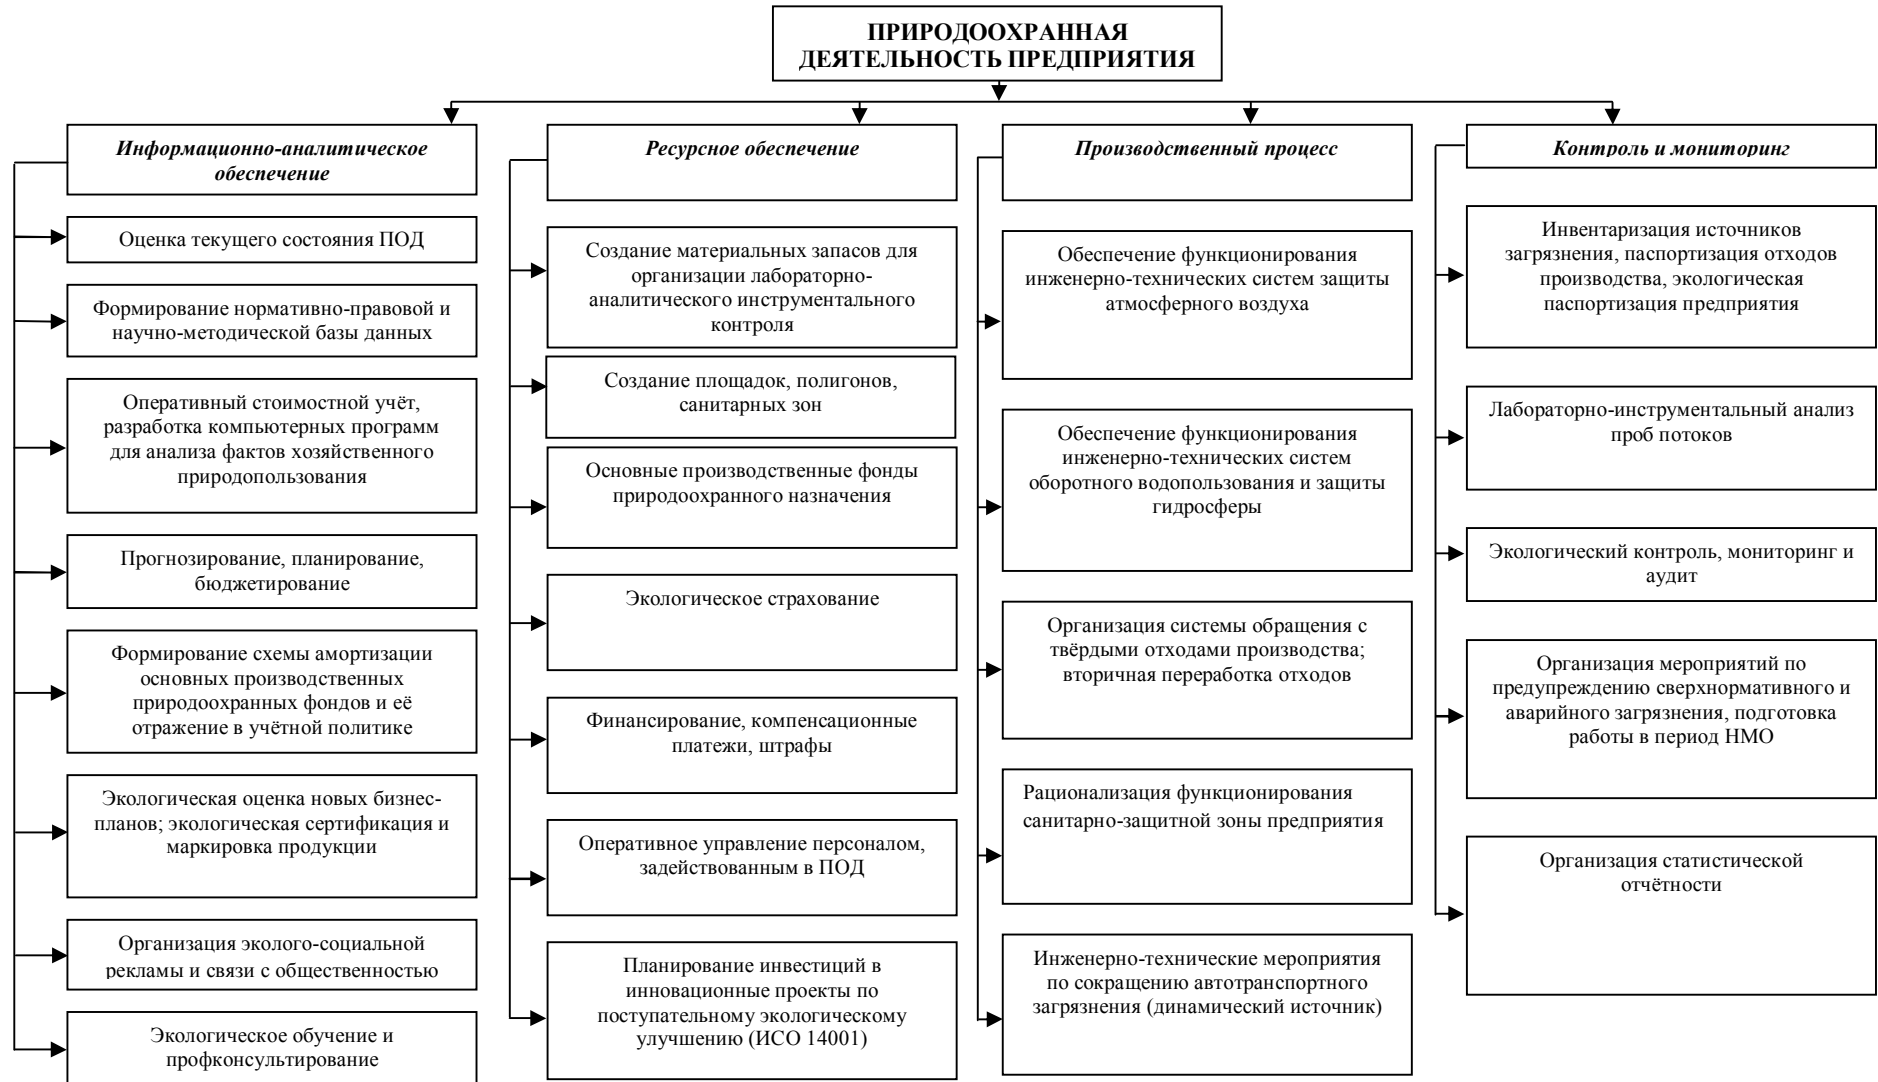 ПРИРОДООХРАННАЯ
ДЕЯТЕЛЬНОСТЬ ПРЕДПРИЯТИЯ
Информационно-аналитическое
обеспечение
Оценка текущего состояния ПОД
Формирование нормативно-правовой и
научно-методической базы данных
Оперативный стоимостной учёт,
разработка компьютерных программ
для анализа фактов хозяйственного
природопользования
Прогнозирование, планирование,
бюджетирование
Формирование схемы амортизации
основных производственных
природоохранных фондов и её
отражение в учётной политике
Экологическая оценка новых бизнес-
планов; экологическая сертификация и
маркировка продукции
Организация эколого-социальной
рекламы и связи с общественностью
Экологическое обучение и
профконсультирование
Ресурсное обеспечение
Создание материальных запасов для
организации лабораторно-
аналитического инструментального
контроля
Создание площадок, полигонов,
санитарных зон
Основные производственные фонды
природоохранного назначения
Экологическое страхование
Финансирование, компенсационные
платежи, штрафы
Оперативное управление персоналом,
задействованным в ПОД
Планирование инвестиций в
инновационные проекты по
поступательному экологическому
улучшению (ИСО 14001)
Производственный процесс
Обеспечение функционирования
инженерно-технических систем защиты
атмосферного воздуха
Обеспечение функционирования
инженерно-технических систем
оборотного водопользования и защиты
гидросферы
Организация системы обращения с
твёрдыми отходами производства;
вторичная переработка отходов
Рационализация функционирования
санитарно-защитной зоны предприятия
Инженерно-технические мероприятия
по сокращению автотранспортного
загрязнения (динамический источник)
Контроль и мониторинг
Инвентаризация источников
загрязнения, паспортизация отходов
производства, экологическая
паспортизация предприятия
Лабораторно-инструментальный анализ
проб потоков
Экологический контроль, мониторинг и
аудит
Организация мероприятий по
предупреждению сверхнормативного и
аварийного загрязнения, подготовка
работы в период НМО
Организация статистической
отчётности